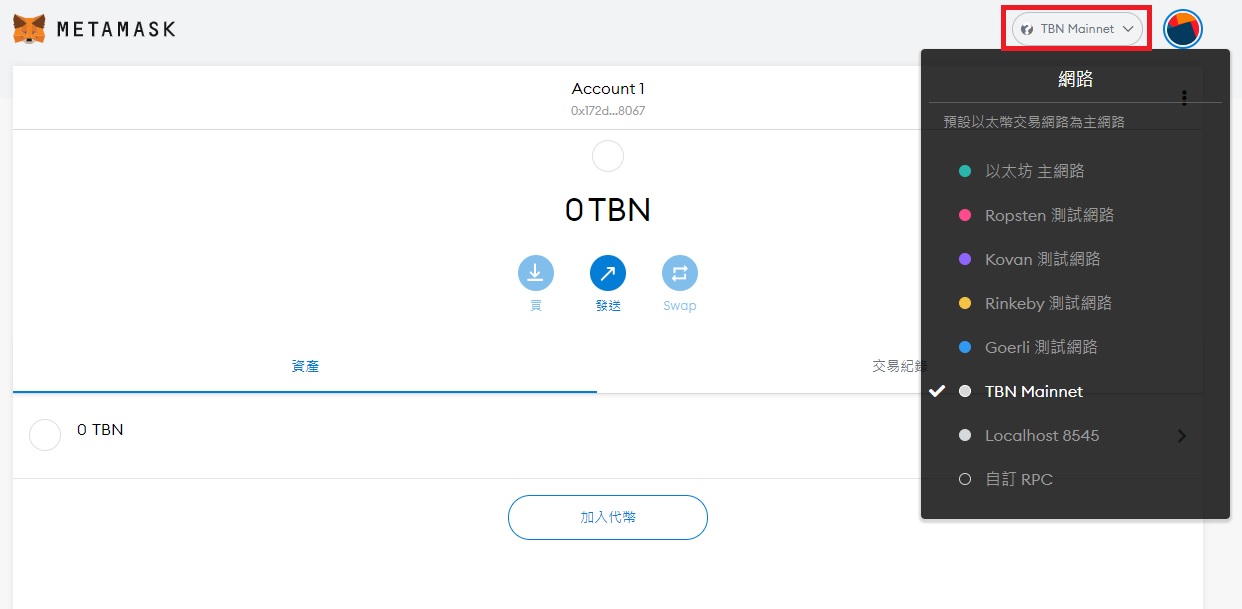 METAMASK
TBN Mainnet
Account 1
0x172d...8067
0 TBN
買
發送
Swap
資產
交易紀錄
0 TBN
加入代幣
網路
預設以太幣交易網路為主網路
以太坊 主網路
Ropsten 測試網路
Kovan 測試網路
Rinkeby 測試網路
Goerli 測試網路
TBN Mainnet
Localhost 8545
自訂 RPC